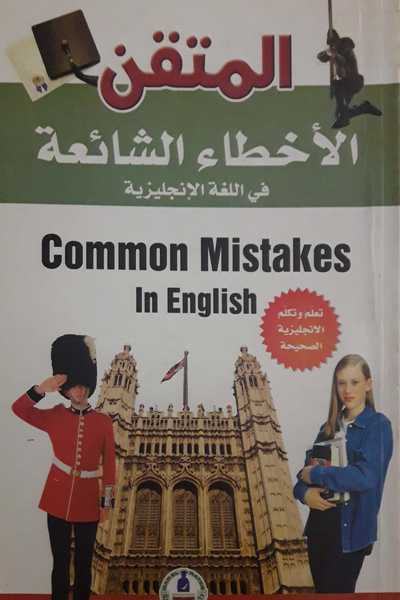 المتقن
الأخطاء الشائعة
في اللغة الإنجليزية
Common Mistakes
In English
تعلم وتكلم
الانجليزية
الصحيحة